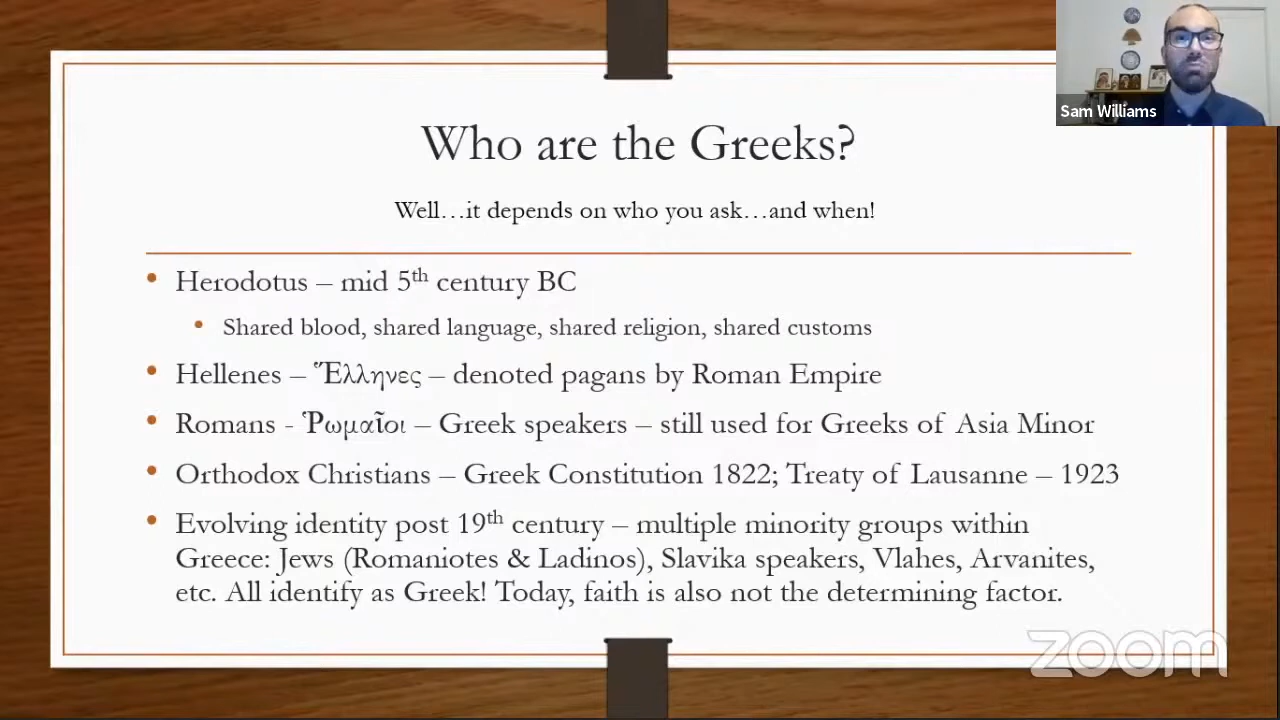 Sam Williams
Who are the Greeks?
Well…it depends on who you ask…and when!
• Herodotus – mid 5th century BC
• Shared blood, shared language, shared religion, shared customs
• Hellenes – Ἕλληνες – denoted pagans by Roman Empire
• Romans - Ῥωμαῖοι – Greek speakers – still used for Greeks of Asia Minor
• Orthodox Christians – Greek Constitution 1822; Treaty of Lausanne – 1923
• Evolving identity post 19th century – multiple minority groups within
Greece: Jews (Romaniotes & Ladinos), Slavika speakers, Vlahes, Arvanites,
etc. All identify as Greek! Today, faith is also not the determining factor.
zoom